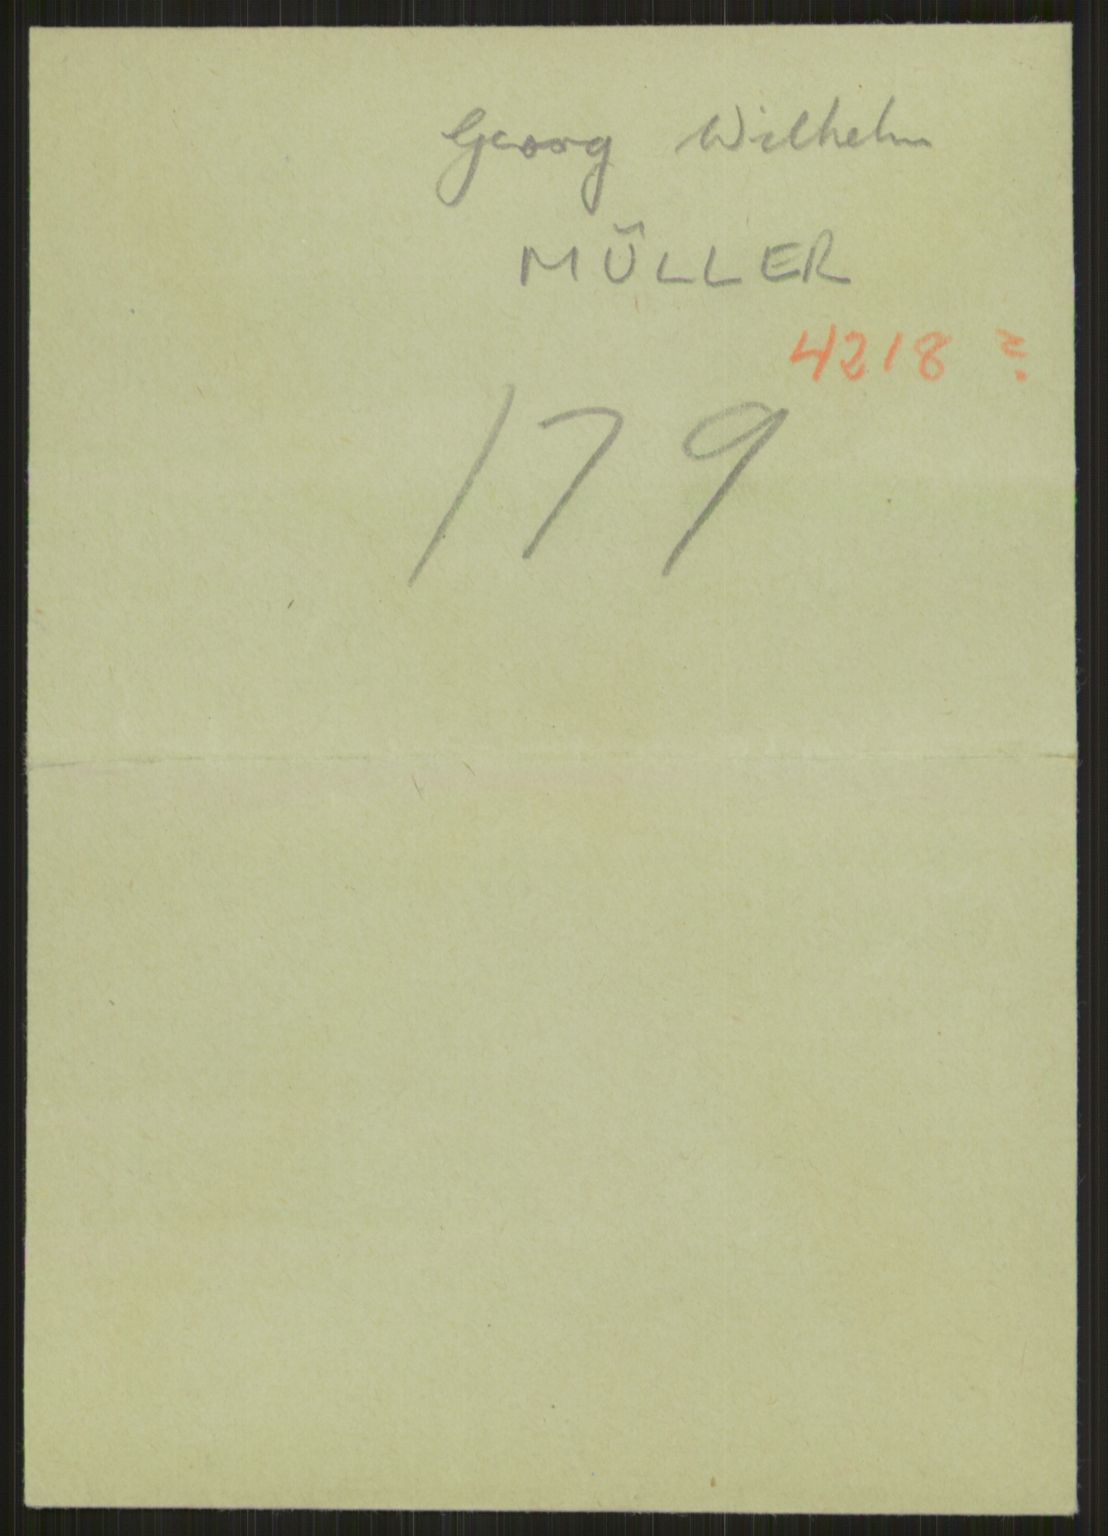 Georg Wilhelm
MÜLLER
4218 ?
179